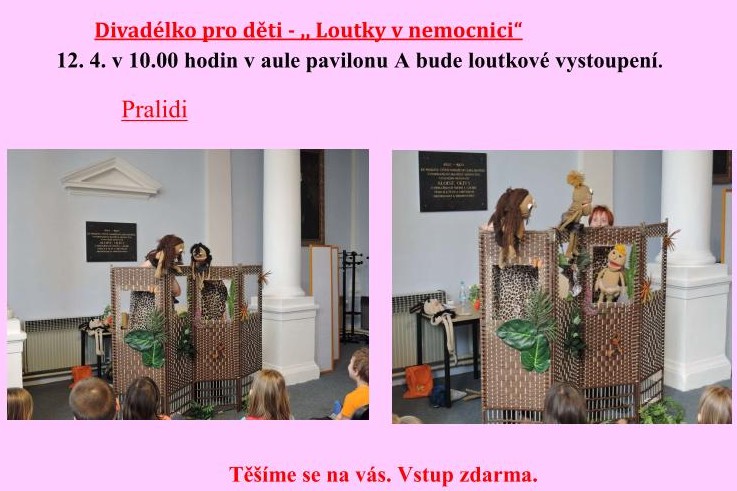 Divadélko pro děti - ,, Loutky v nemocnici“
12. 4. v 10.00 hodin v aule pavilonu A bude loutkové vystoupení.
Pralidi
Těšíme se na vás. Vstup zdarma.